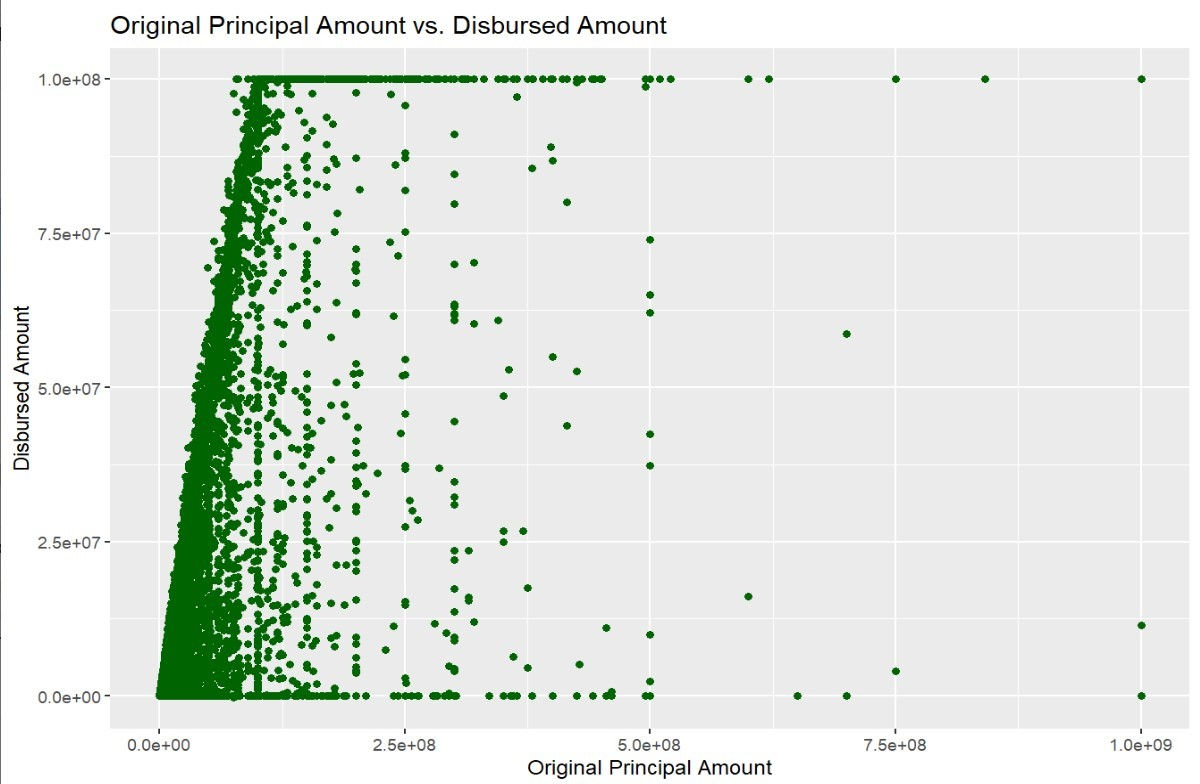 Original Principal Amount vs. Disbursed Amount
1.0e+08
7.5e+07
5.0e+07
2.5e+07
0.0e+00
Disbursed Amount
0.0e+00 2.5e+08 5.0e+08 7.5e+08 1.0e+09
Original Principal Amount